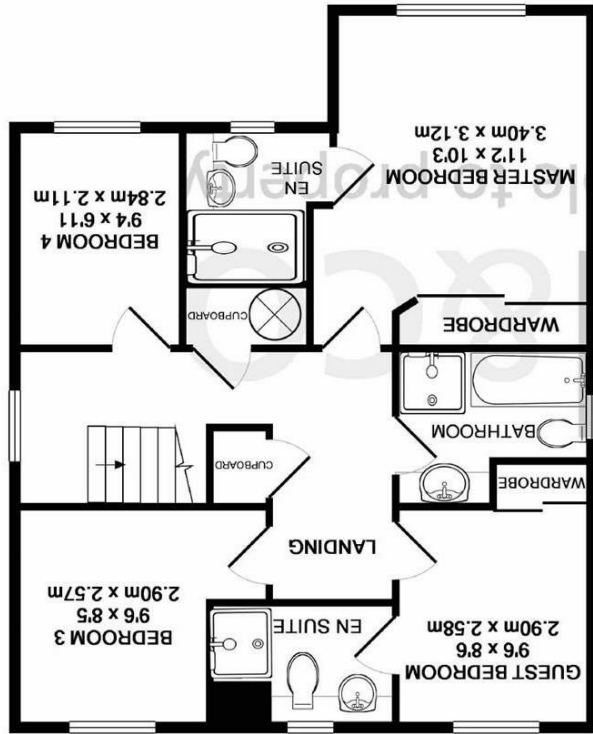 GUEST BEDROOM
9'6 x 8'6
2.90m x 2.58m
EN SUITE
BEDROOM 3
9'6 x 8'5
2.90m x 2.57m
LANDING
WARDROBE
BATHROOM
CUPBOARD
WARDROBE
CUPBOARD
MASTER BEDROOM
11'2 x 10'3
3.40m x 3.12m
EN
SUITE
BEDROOM 4
9'4 x 6'11
2.84m x 2.11m